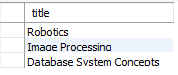 title
Robotics
Image Processing
Database System Concepts